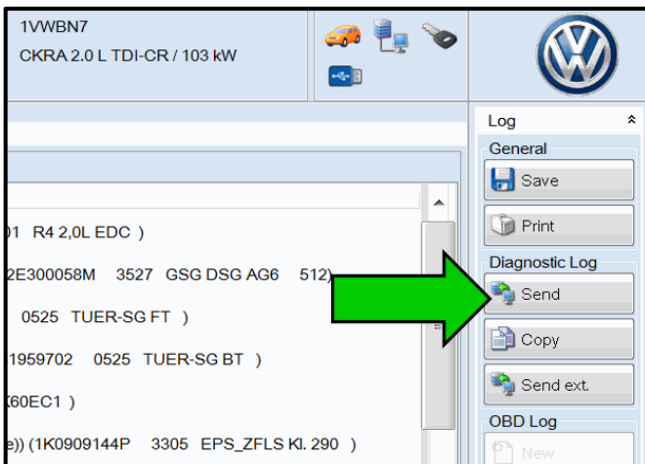 1VWBN7
CKRA 2.0 L TDI-CR / 103 kW
Log
General
Save
Print
Diagnostic Log
Send
Copy
Send ext.
OBD Log
New
R4 2,0L EDC )
2E300058M 3527 GSG DSG AG6 512)
0525 TUER-SG FT )
1959702 0525 TUER-SG BT )
K60EC1 )
e)) (1K0909144P 3305 EPS_ZFLS Kl. 290 )